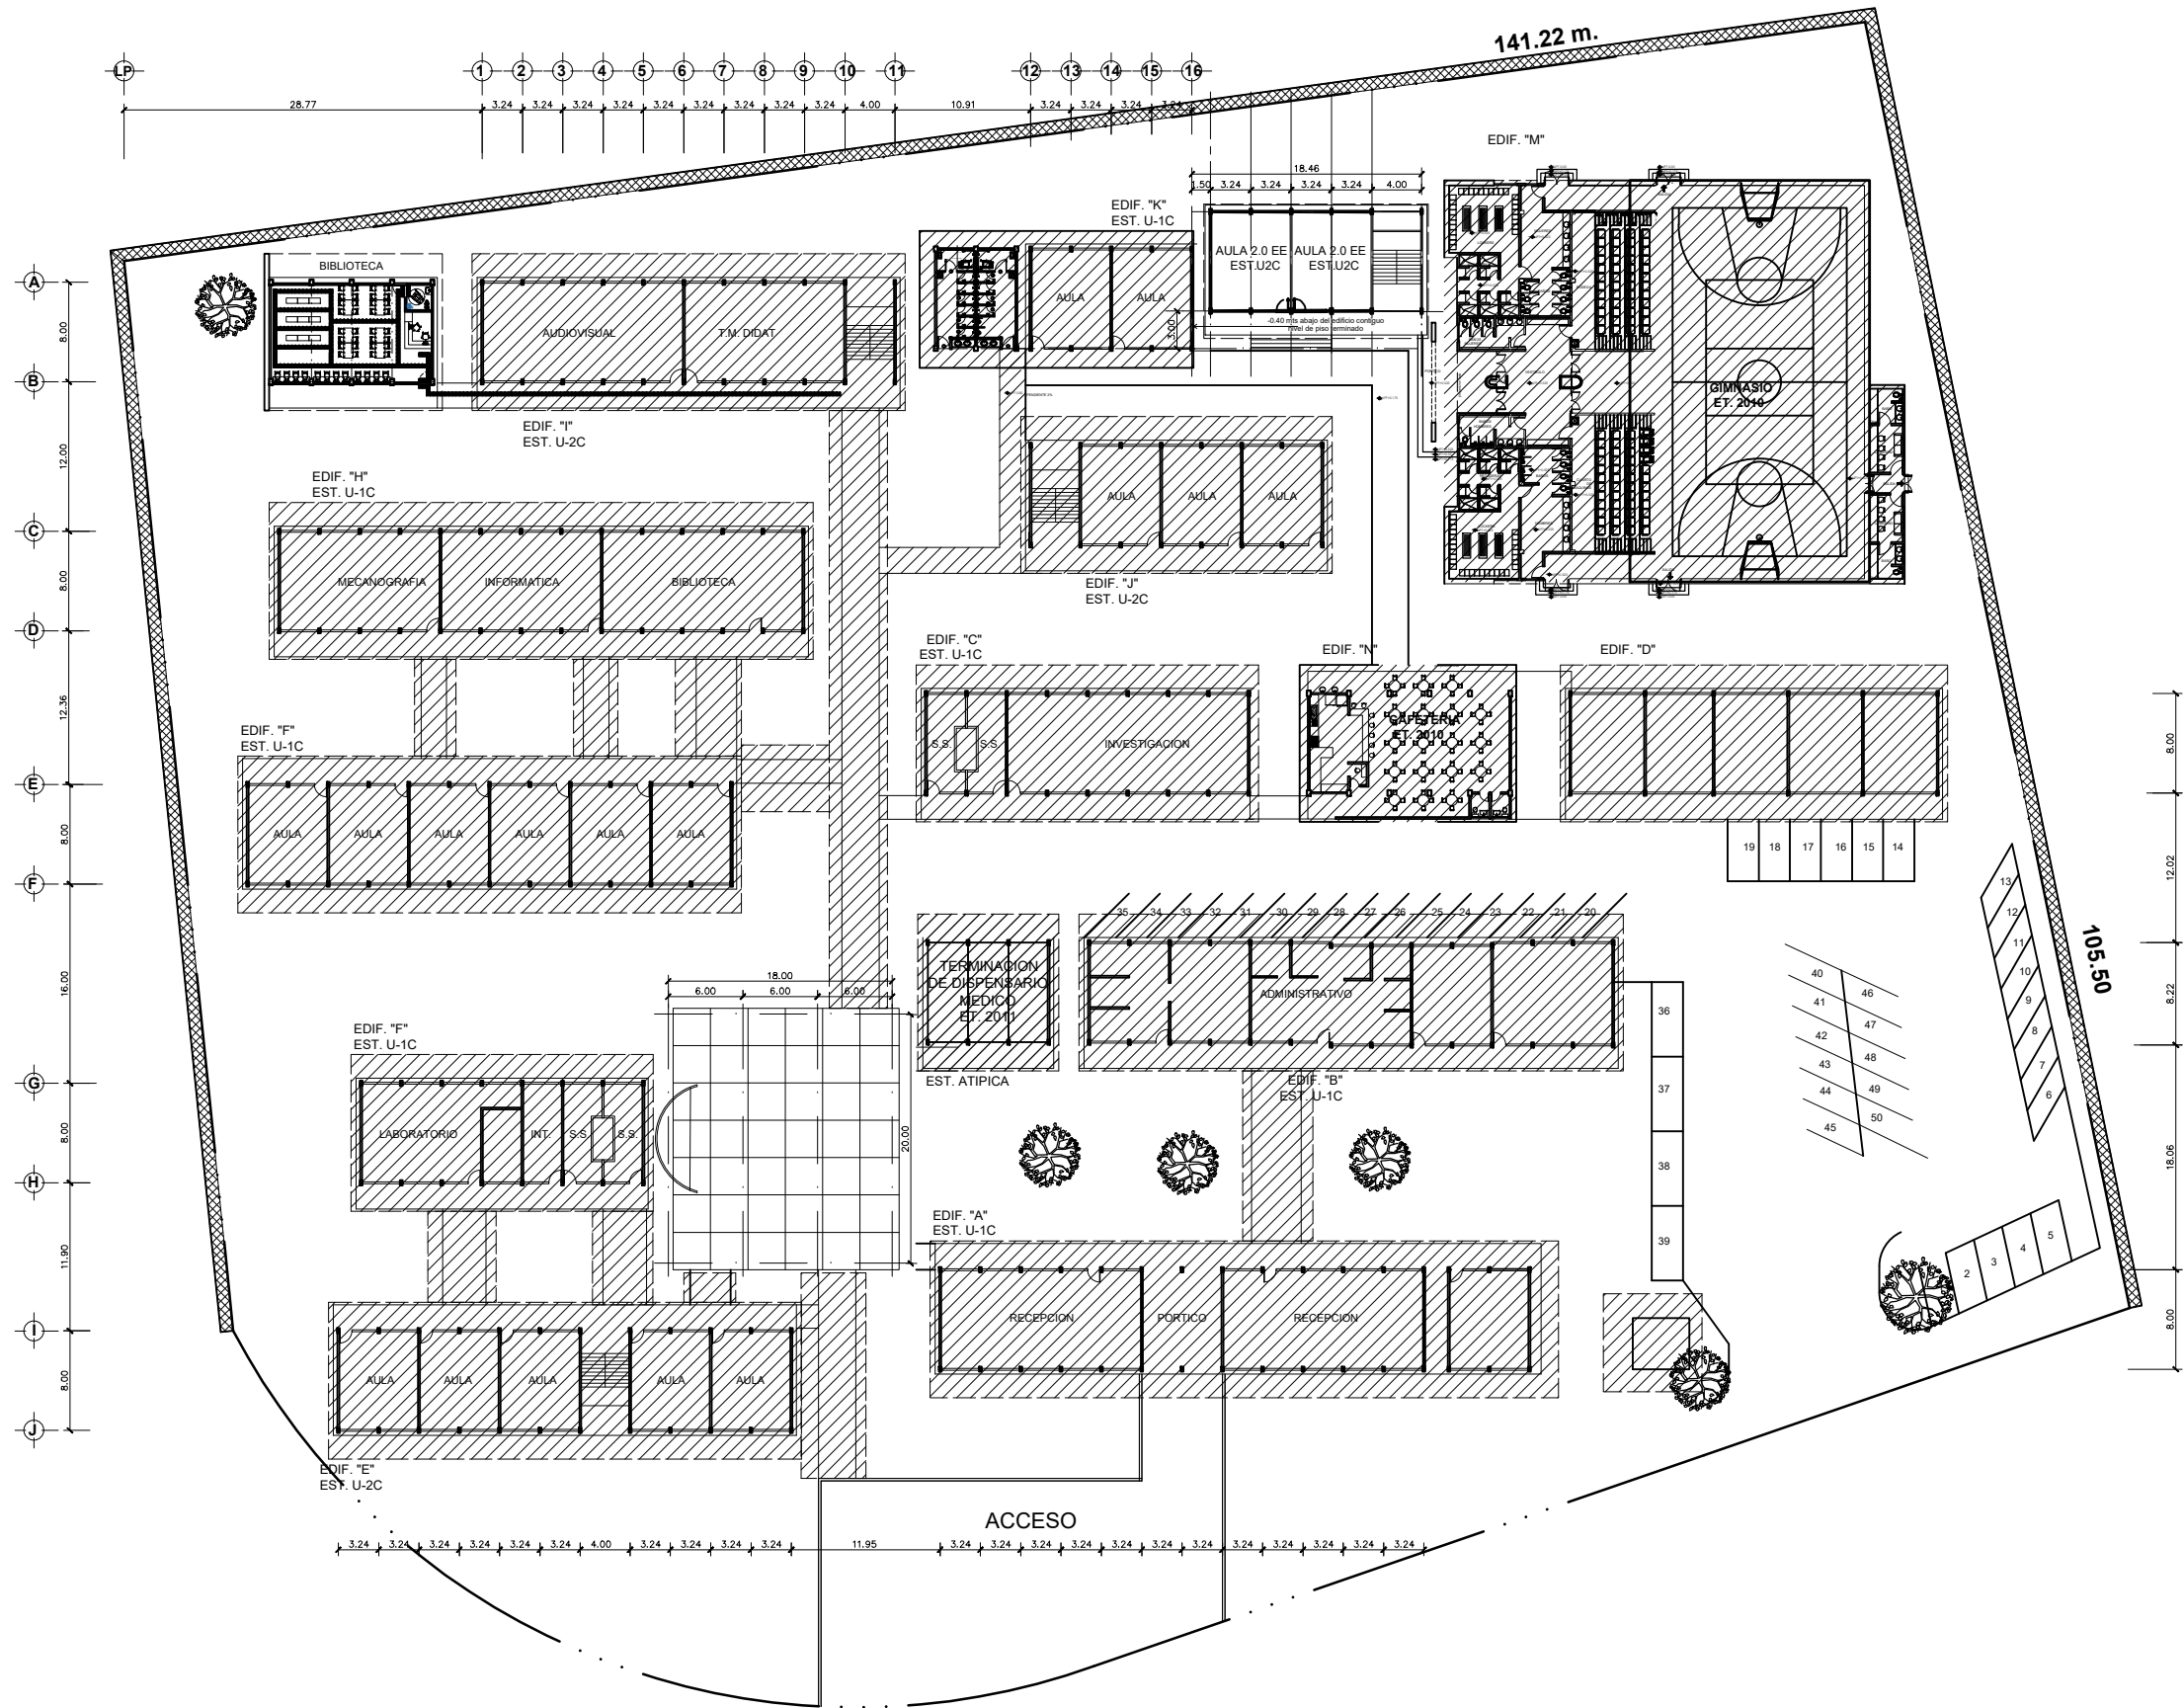 141.22 m.
LP
1
2
3
4
5
6
7
8
9
10
11
12
13
14
15
16
28.77
3.24
3.24
3.24
3.24
3.24
3.24
3.24
3.24
3.24
4.00
10.91
3.24
3.24
3.24
3.24
EDIF. "M"
18.46
1.50
3.24
3.24
3.24
3.24
4.00
EDIF. "K"
EST. U-1C
BIBLIOTECA
AULA 2.0 EE
EST.U2C
AULA 2.0 EE
EST.U2C
A
AULA
AULA
-0.40 mts abajo del edificio contiguo
nivel de piso terminado
3.00
8.00
AUDIOVISUAL
T.M. DIDAT
B
PENDIENTE 2%
GIMNASIO
ET. 2010
EDIF. "I"
EST. U-2C
12.00
EDIF. "H"
EST. U-1C
AULA
AULA
AULA
C
8.00
MECANOGRAFIA
INFORMATICA
BIBLIOTECA
EDIF. "J"
EST. U-2C
D
EDIF. "C"
EST. U-1C
EDIF. "N"
EDIF. "D"
12.36
EDIF. "F"
EST. U-1C
S.S.
S.S.
INVESTIGACION
CAFETERIA
ET. 2010
8.00
E
8.00
AULA
AULA
AULA
AULA
AULA
AULA
19
18
17
16
15
14
12.02
F
13
12
11
10
9
8
7
6
105.50
35
34
33
32
31
30
29
28
27
26
25
24
23
22
21
20
16.00
18.00
6.00
6.00
6.00
TERMINACION
DE DISPENSARIO
MEDICO
ET. 2011
ADMINISTRATIVO
40
41
42
43
44
45
46
47
48
49
50
8.22
36
37
38
39
EDIF. "F"
EST. U-1C
EST. ATIPICA
EDIF. "B"
EST. U-1C
G
8.00
LABORATORIO
INT.
S.S.
S.S.
20.00
18.06
H
11.90
EDIF. "A"
EST. U-1C
2
3
4
5
RECEPCION
PORTICO
RECEPCION
8.00
I
8.00
AULA
AULA
AULA
AULA
AULA
J
EDIF. "E"
EST. U-2C
ACCESO
3.24
3.24
3.24
3.24
3.24
3.24
4.00
3.24
3.24
3.24
3.24
11.95
3.24
3.24
3.24
3.24
3.24
3.24
3.24
3.24
3.24
3.24
3.24
3.24